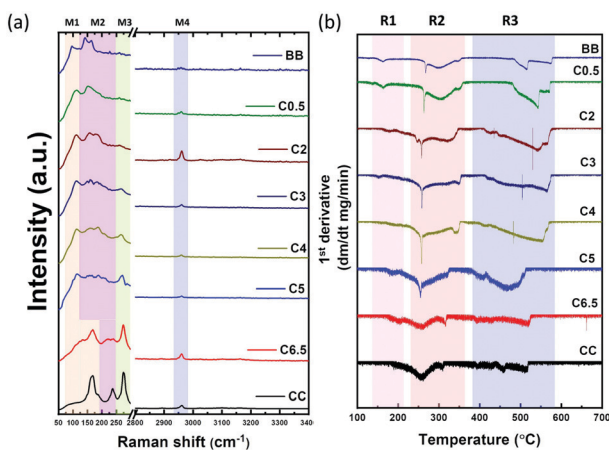 (a)
M1 M2 M3 M4
BB
C0.5
C2
C3
C4
C5
C6.5
CC
Intensity (a.u.)
50 100 150 200 250 2800 2900 3000 3100 3200 3300 3400
Raman shift (cm-1)
(b)
R1 R2 R3
BB
C0.5
C2
C3
C4
C5
C6.5
CC
1st derivative
(dm/dt mg/min)
100 200 300 400 500 600 700
Temperature (°C)